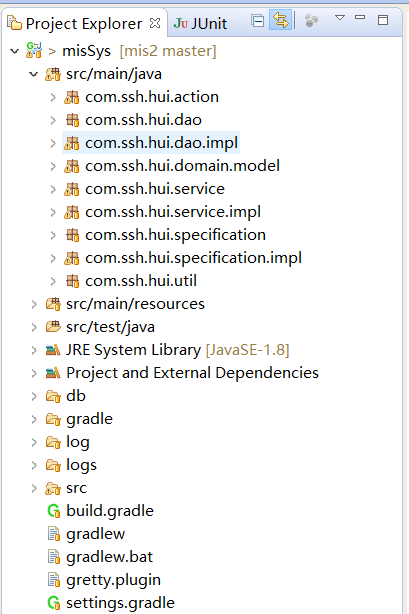 Project Explorer JU JUnit
> misSys [mis2 master]
src/main/java
com.ssh.hui.action
com.ssh.hui.dao
com.ssh.hui.dao.impl
com.ssh.hui.domain.model
com.ssh.hui.service
com.ssh.hui.service.impl
com.ssh.hui.specification
com.ssh.hui.specification.impl
com.ssh.hui.util
src/main/resources
src/test/java
JRE System Library [JavaSE-1.8]
Project and External Dependencies
db
gradle
log
logs
src
build.gradle
gradlew
gradlew.bat
gretty.plugin
settings.gradle